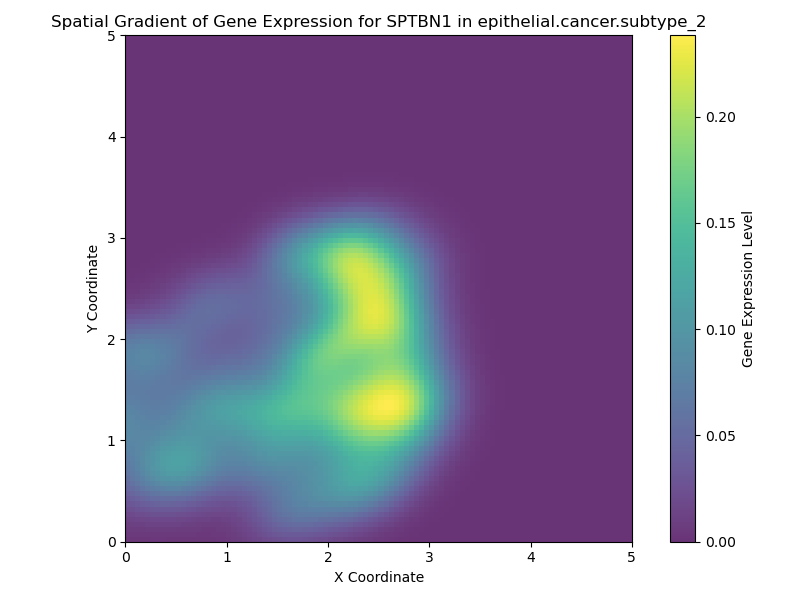 Spatial Gradient of Gene Expression for SPTBN1 in epithelial.cancer.subtype_2
5
4
3
2
1
0
Y Coordinate
0 1 2 3 4 5
X Coordinate
0.20
0.15
0.10
0.05
0.00
Gene Expression Level